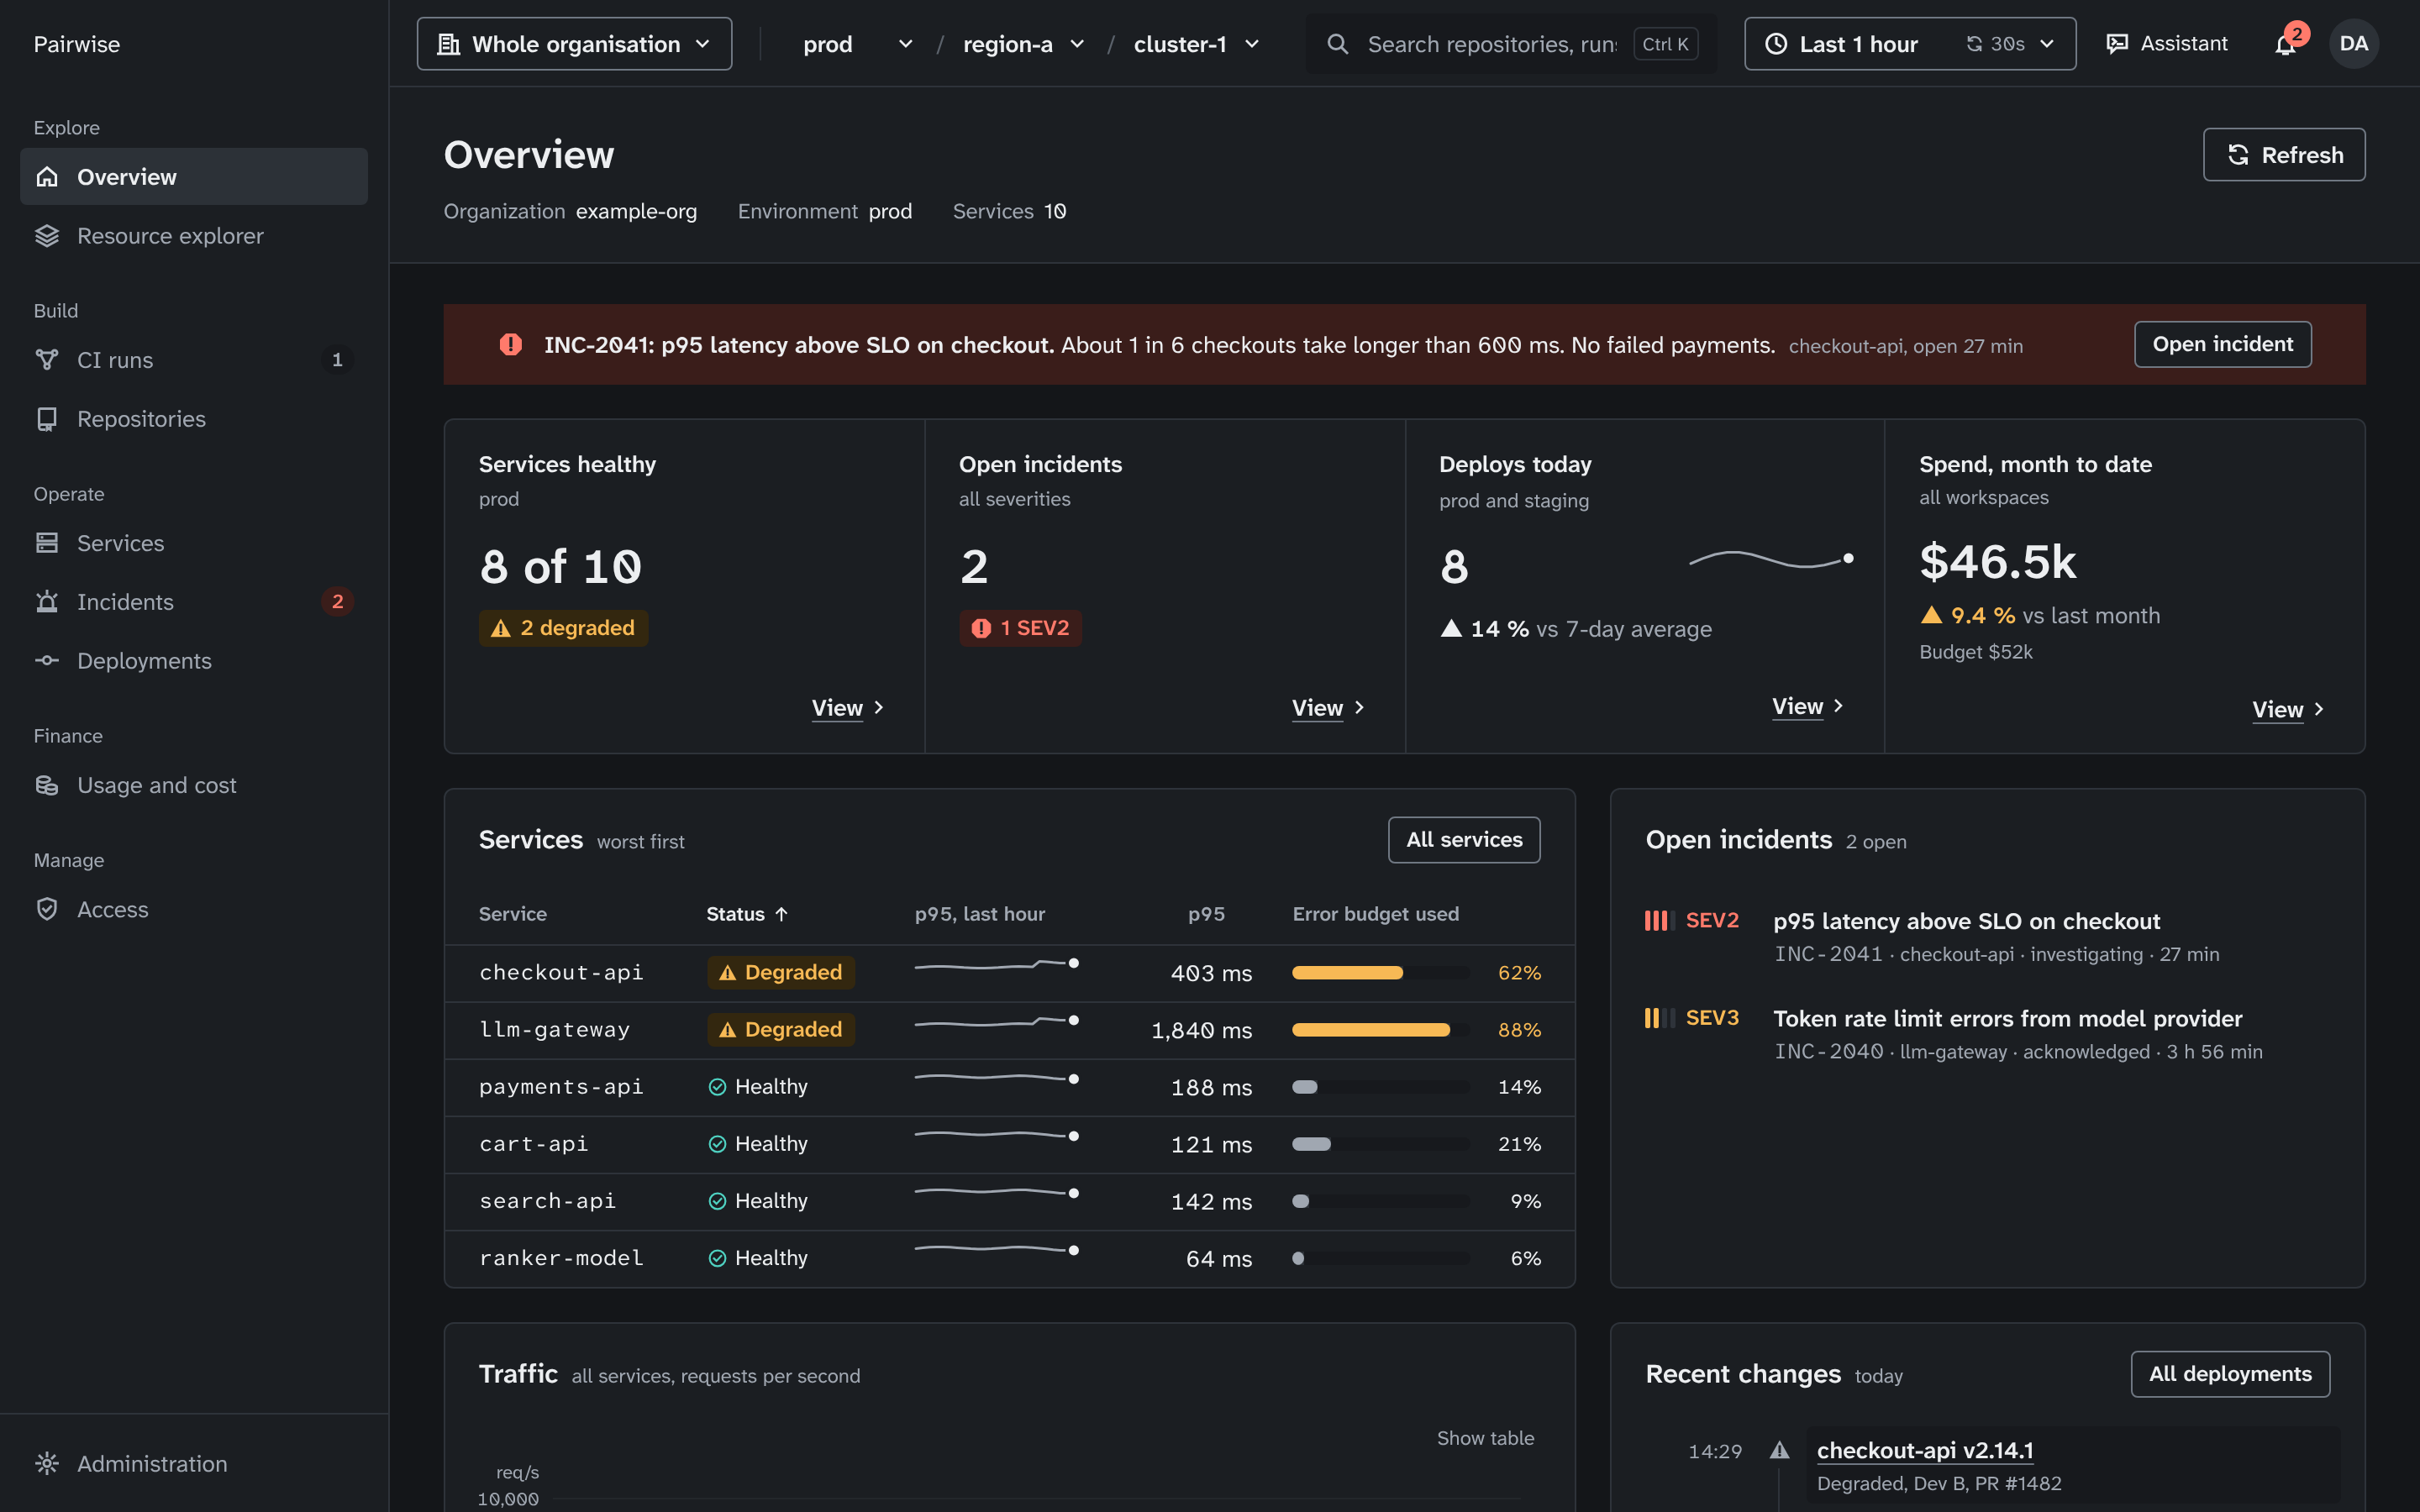 Pairwise
Whole organisation
prod / region-a / cluster-1
Ctrl K
Last 1 hour
30s
Assistant
2
DA
Explore
Overview
Resource explorer
Build
CI runs
1
Repositories
Operate
Services
Incidents
2
Deployments
Finance
Usage and cost
Manage
Access
Administration
Overview
Refresh
Organization example-org
Environment prod
Services 10
INC-2041: p95 latency above SLO on checkout. About 1 in 6 checkouts take longer than 600 ms. No failed payments. checkout-api, open 27 min
Open incident
Services healthy
prod
8 of 10
2 degraded
View
Open incidents
all severities
2
1 SEV2
View
Deploys today
prod and staging
8
14 % vs 7-day average
View
Spend, month to date
all workspaces
$46.5k
9.4 % vs last month
Budget $52k
View
Services worst first
All services
Service Status p95, last hour p95 Error budget used
checkout-api Degraded 403 ms 62%
llm-gateway Degraded 1,840 ms 88%
payments-api Healthy 188 ms 14%
cart-api Healthy 121 ms 21%
search-api Healthy 142 ms 9%
ranker-model Healthy 64 ms 6%
Open incidents 2 open
SEV2 p95 latency above SLO on checkout
INC-2041 · checkout-api · investigating · 27 min
SEV3 Token rate limit errors from model provider
INC-2040 · llm-gateway · acknowledged · 3 h 56 min
Traffic all services, requests per second
Show table
req/s
10,000
Recent changes today
All deployments
14:29 checkout-api v2.14.1
Degraded, Dev B, PR #1482
Search repositories,